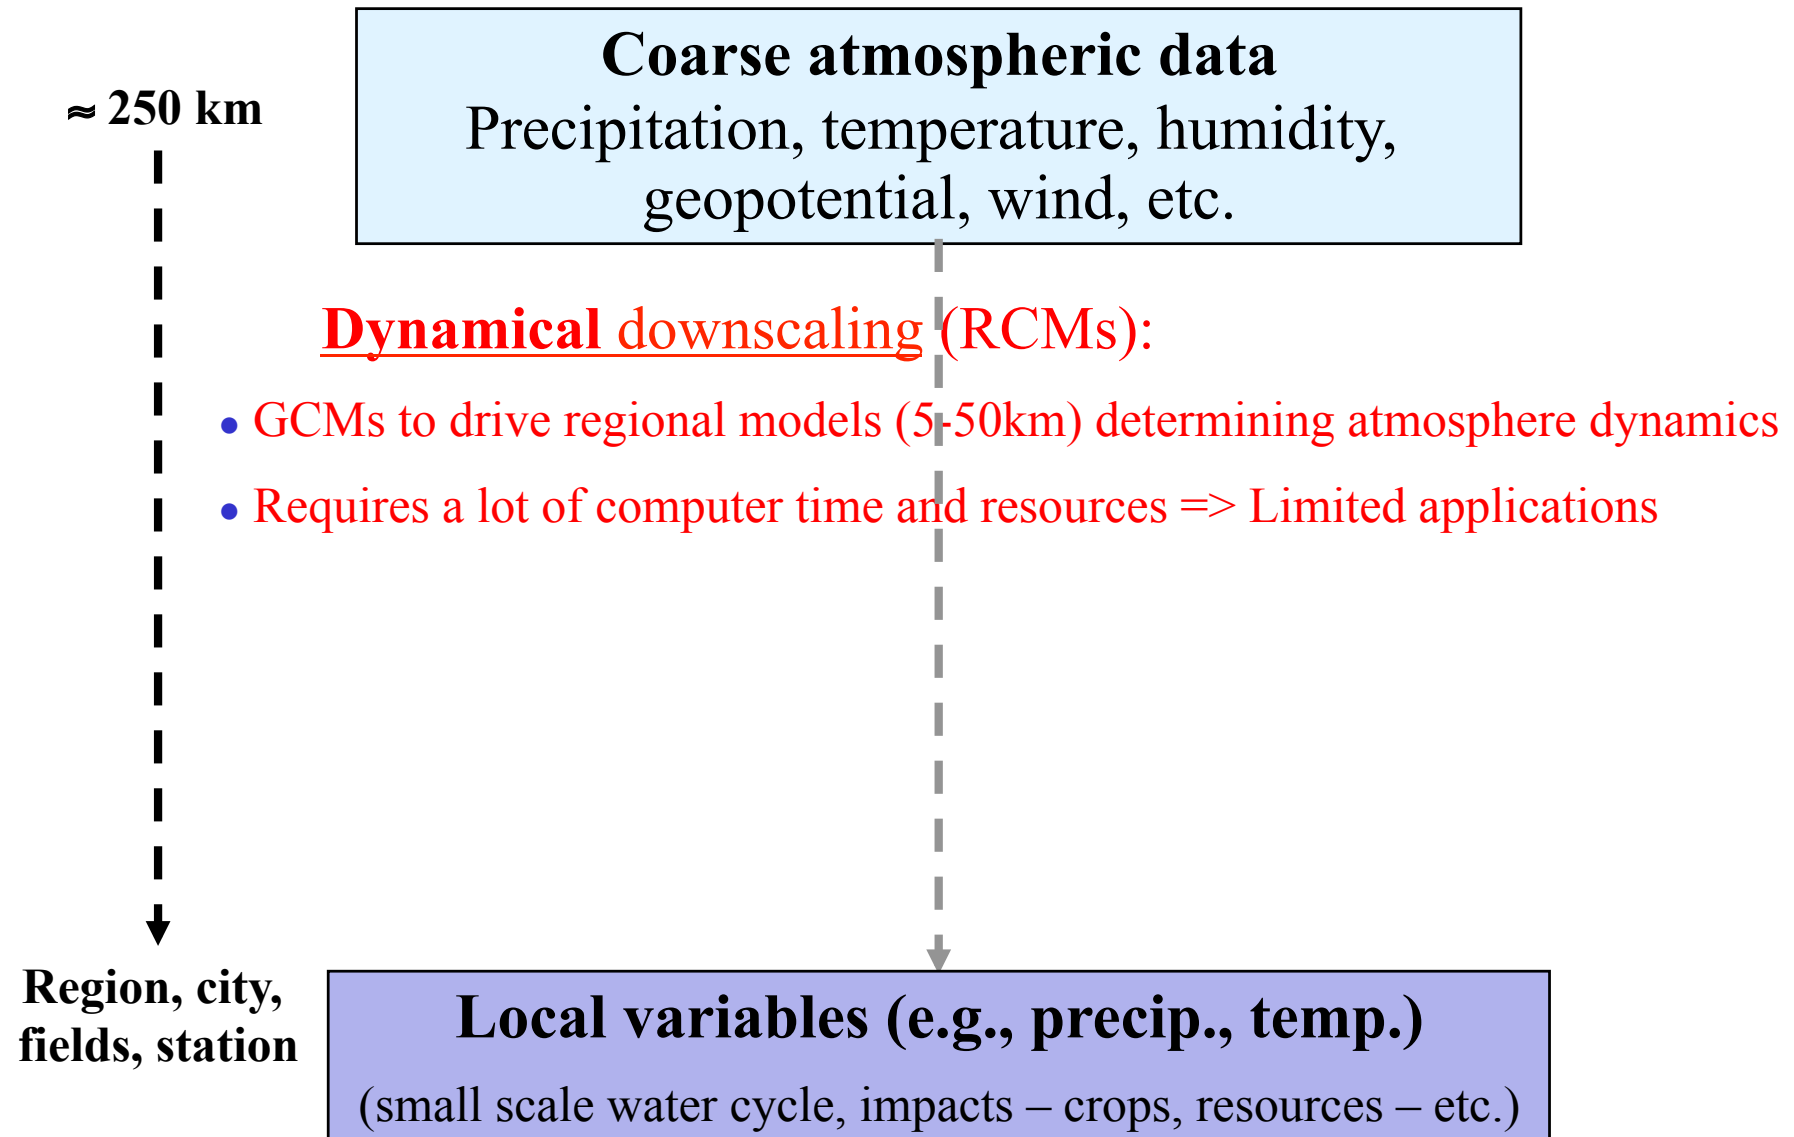 Coarse atmospheric data
≈ 250 km
Precipitation, temperature, humidity,
geopotential, wind, etc.
Dynamical downscaling (RCMs):
• GCMs to drive regional models (5-50km) determining atmosphere dynamics
• Requires a lot of computer time and resources => Limited applications
Region, city,
fields, station
Local variables (e.g., precip., temp.)
(small scale water cycle, impacts – crops, resources – etc.)